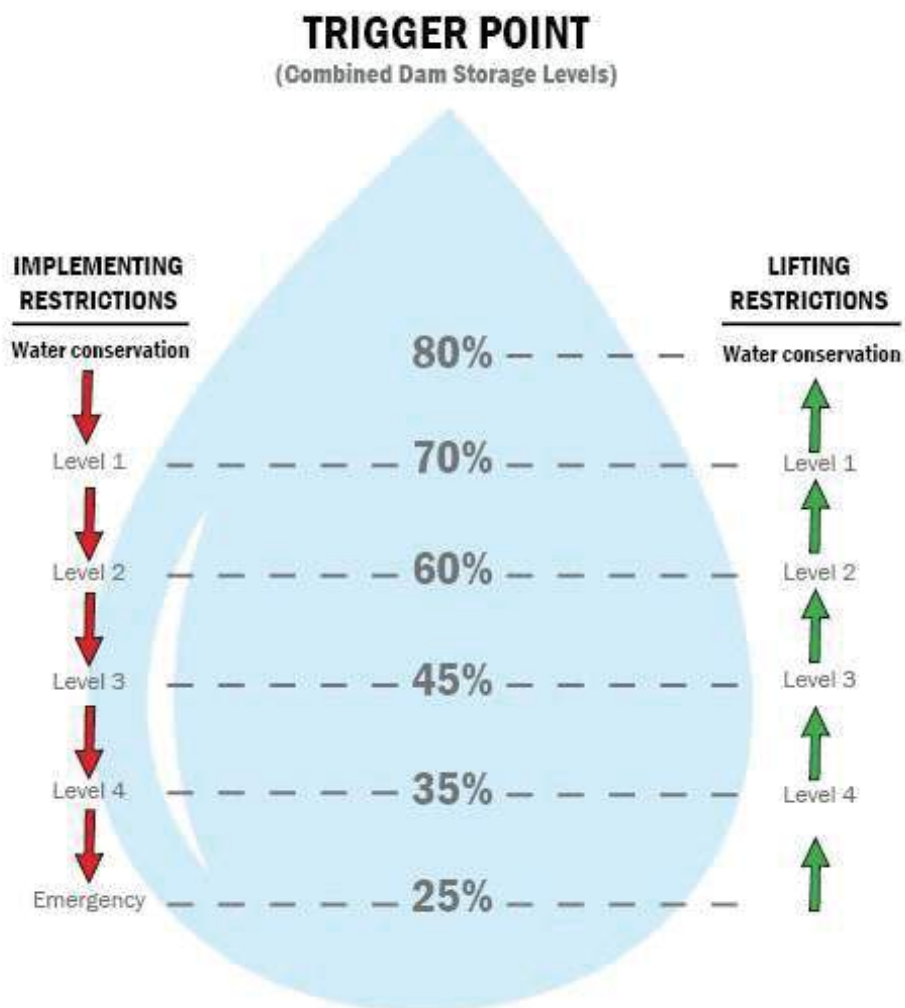 TRIGGER POINT
(Combined Dam Storage Levels)
IMPLEMENTING
RESTRICTIONS
Water conservation
Level 1
Level 2
Level 3
Level 4
Emergency
80%
70%
60%
45%
35%
25%
LIFTING
RESTRICTIONS
Water conservation
Level 1
Level 2
Level 3
Level 4